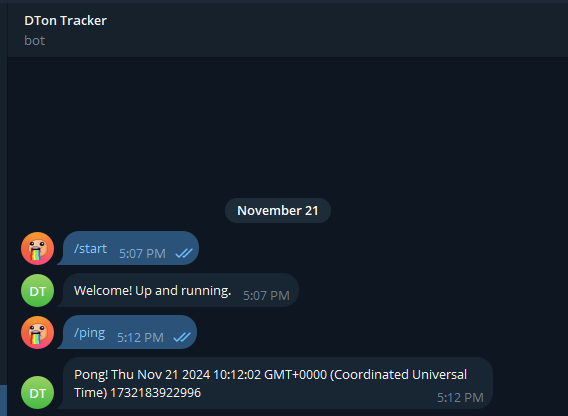 DTon Tracker
bot
November 21
/start 5:07 PM
DT
Welcome! Up and running. 5:07 PM
/ping 5:12 PM
Pong! Thu Nov 21 2024 10:12:02 GMT+0000 (Coordinated Universal
Time) 1732183922996
DT
5:12 PM